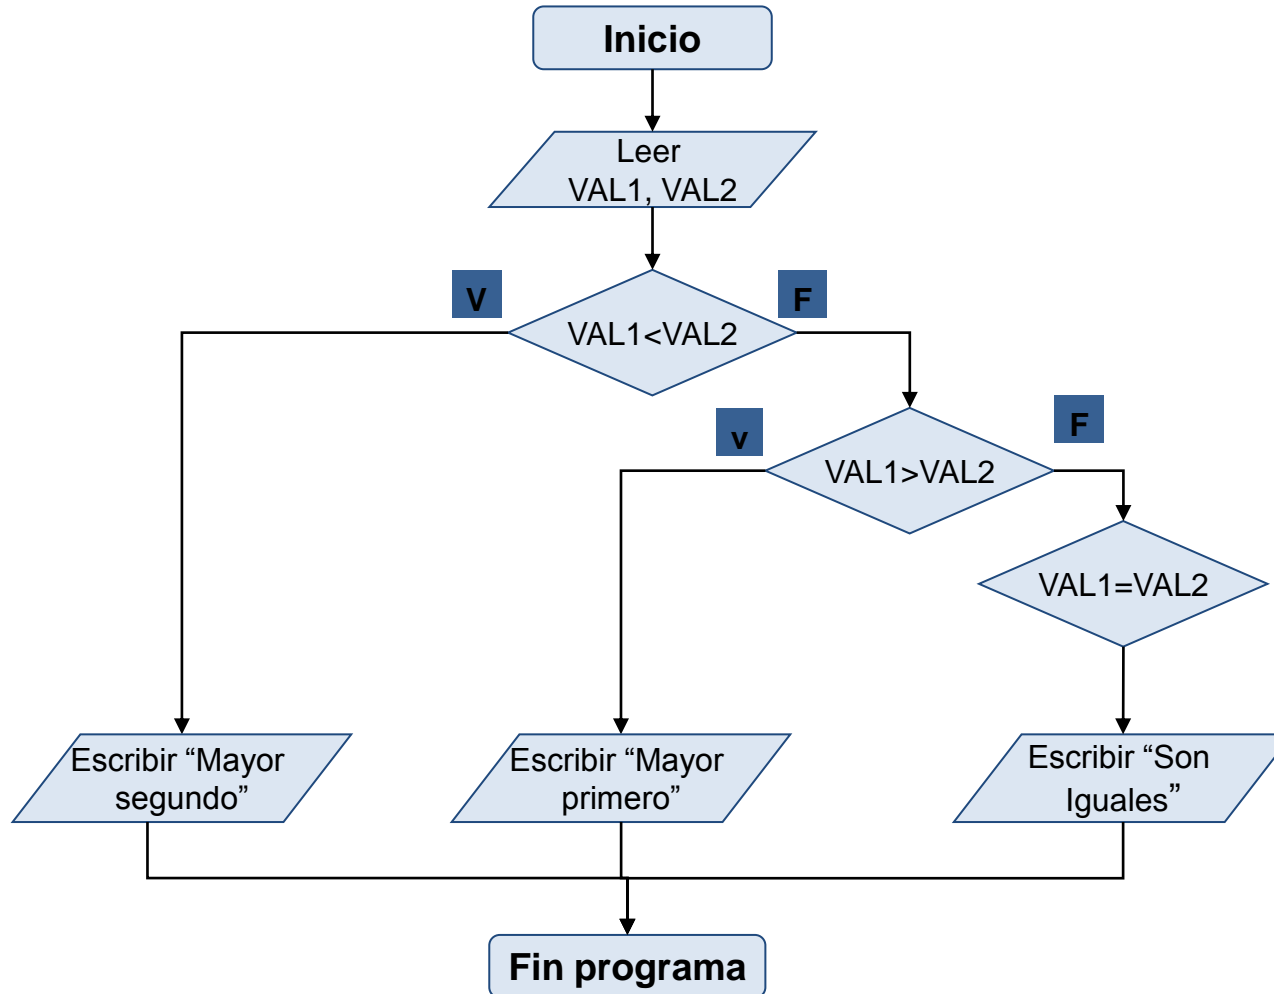 Inicio
Leer
VAL1, VAL2
V
F
VAL1<VAL2
v
F
VAL1>VAL2
VAL1=VAL2
Escribir “Mayor
segundo”
Escribir “Mayor
primero”
Escribir “Son
Iguales”
Fin programa